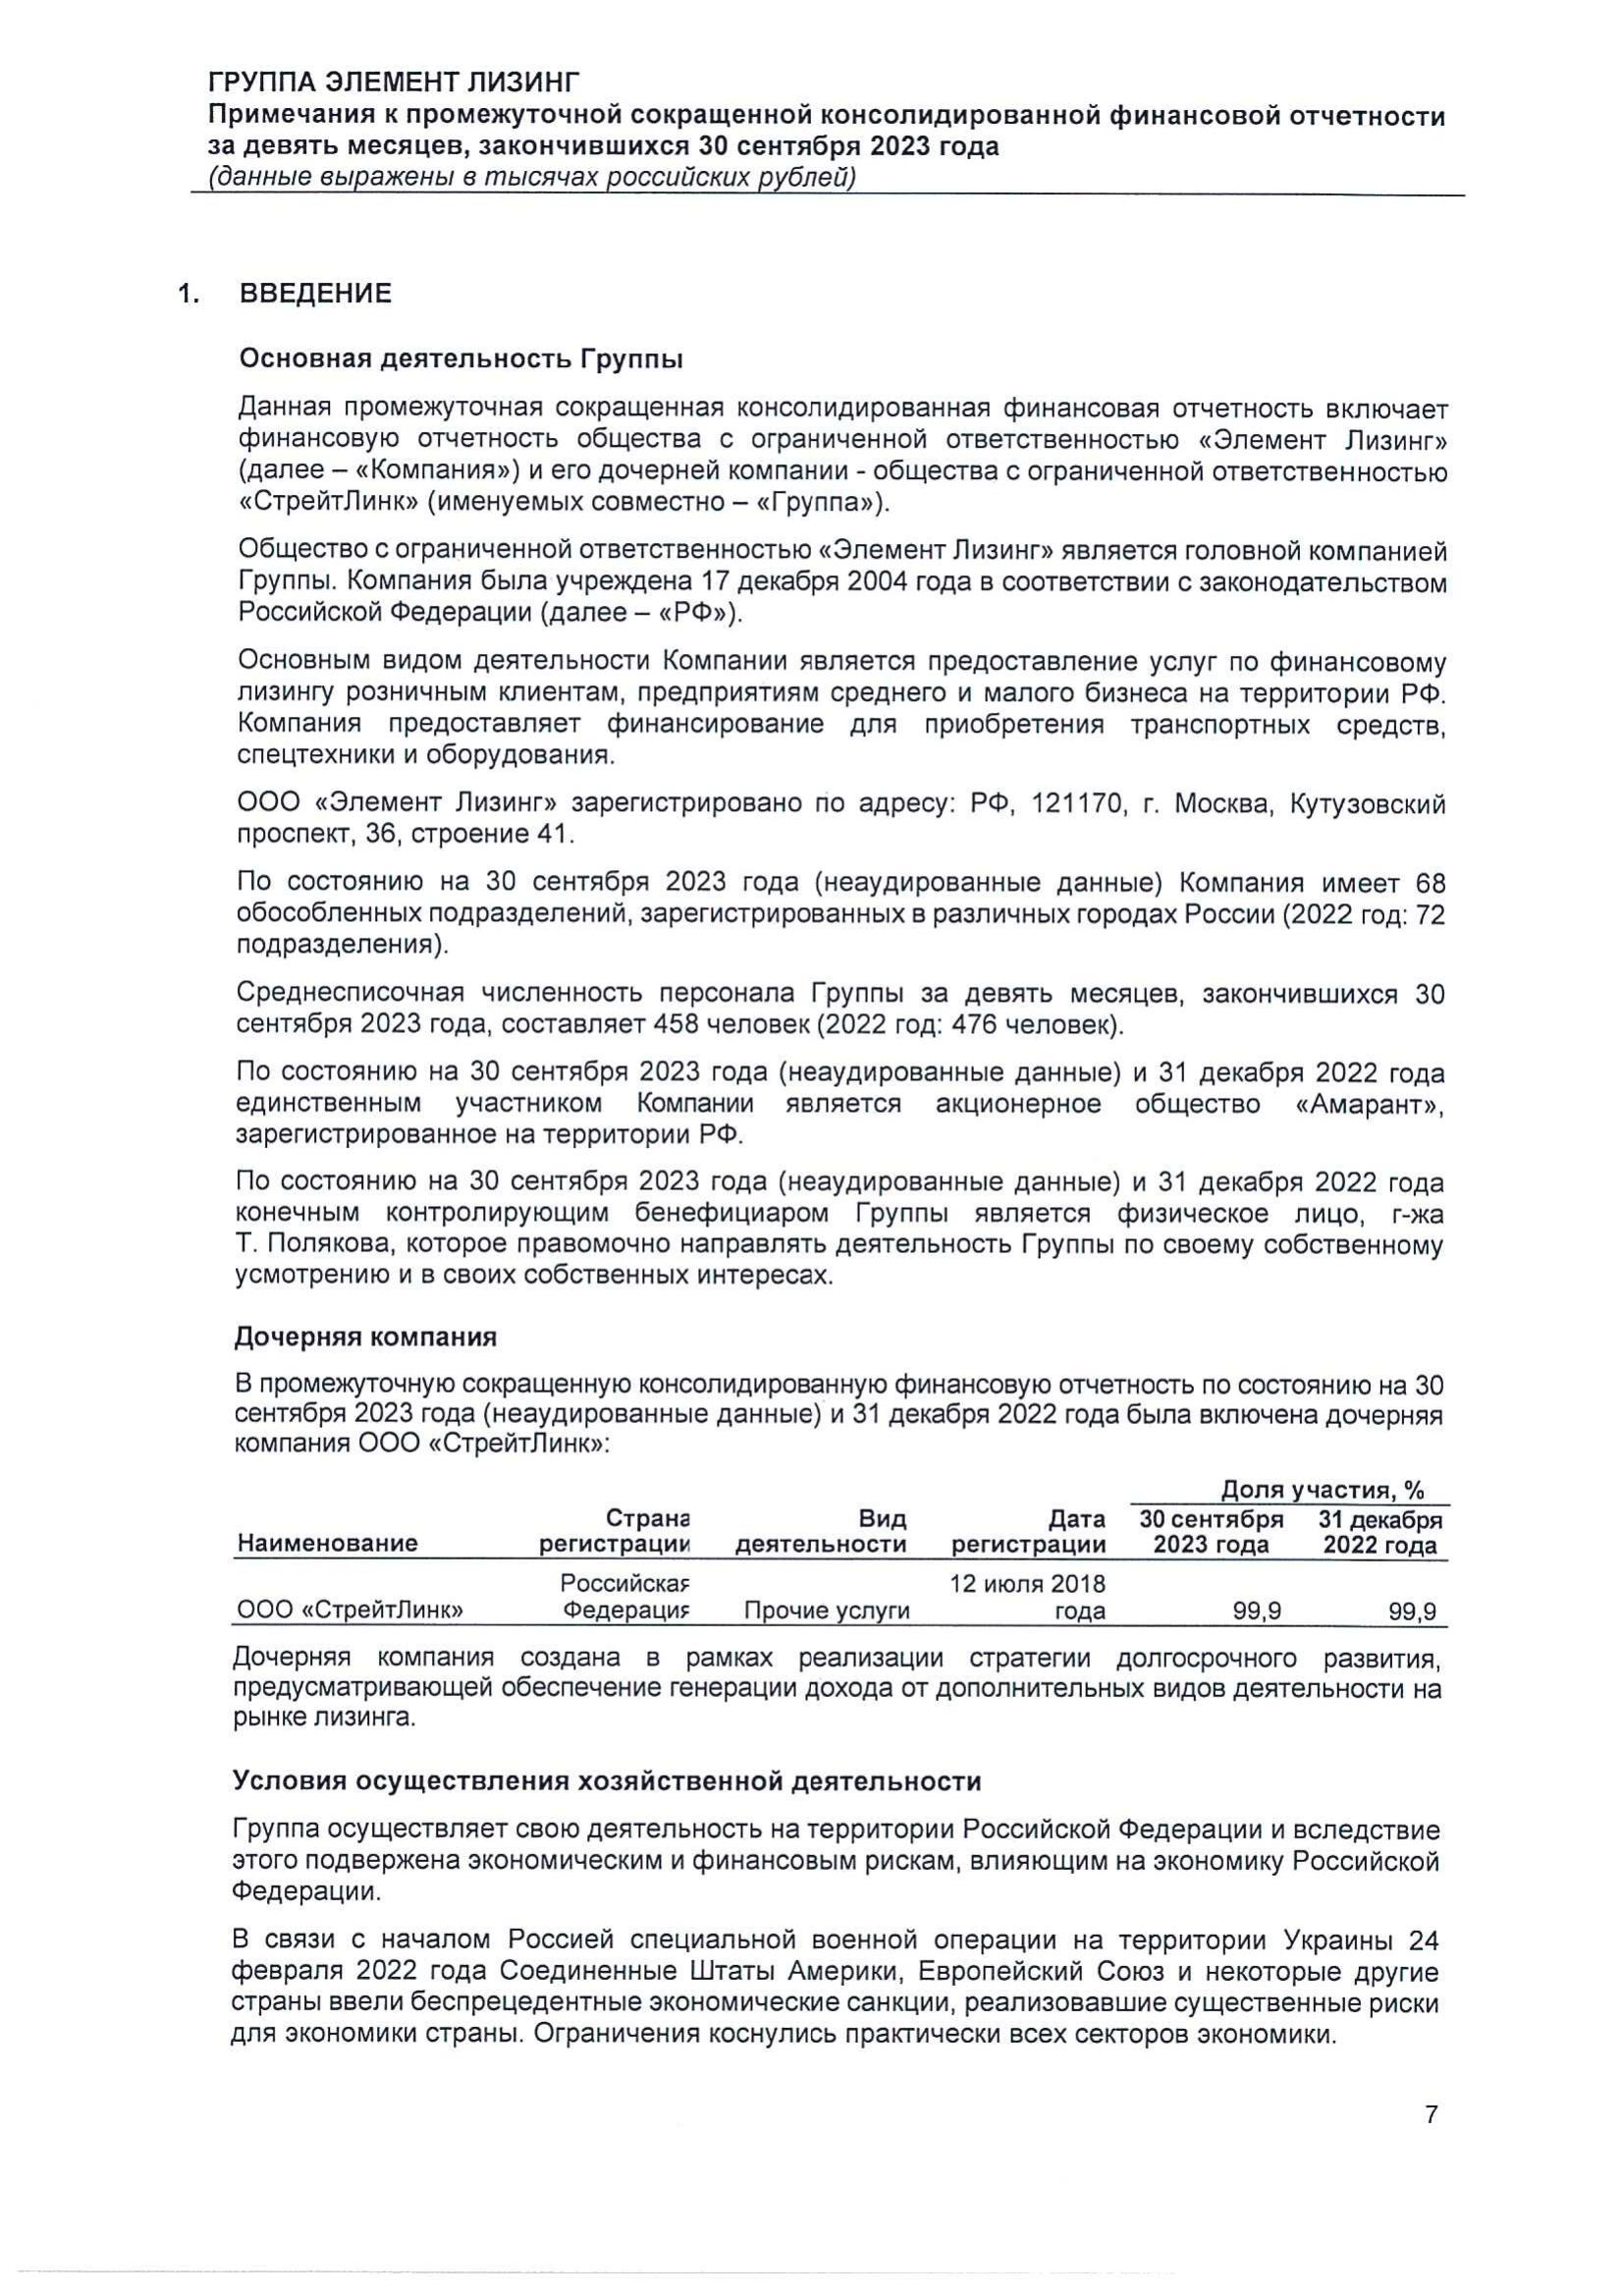 ГРУППА ЭЛЕМЕНТ ЛИЗИНГ
Примечания к промежуточной сокращенной консолидированной финансовой отчетности
за девять месяцев, закончившихся 30 сентября 2023 года
(данные выражены в тысячах российских рублей)
1. ВВЕДЕНИЕ
Основная деятельность Группы
Данная промежуточная сокращенная консолидированная финансовая отчетность включает
финансовую отчетность общества с ограниченной ответственностью «Элемент Лизинг»
(далее – «Компания») и его дочерней компании - общества с ограниченной ответственностью
«СтрейтЛинк» (именуемых совместно – «Группа»).
Общество с ограниченной ответственностью «Элемент Лизинг» является головной компанией
Группы. Компания была учреждена 17 декабря 2004 года в соответствии с законодательством
Российской Федерации (далее – «РФ»).
Основным видом деятельности Компании является предоставление услуг по финансовому
лизингу розничным клиентам, предприятиям среднего и малого бизнеса на территории РФ.
Компания предоставляет финансирование для приобретения транспортных средств,
спецтехники и оборудования.
ООО «Элемент Лизинг» зарегистрировано по адресу: РФ, 121170, г. Москва, Кутузовский
проспект, 36, строение 41.
По состоянию на 30 сентября 2023 года (неаудированные данные) Компания имеет 68
обособленных подразделений, зарегистрированных в различных городах России (2022 год: 72
подразделения).
Среднесписочная численность персонала Группы за девять месяцев, закончившихся 30
сентября 2023 года, составляет 458 человек (2022 год: 476 человек).
По состоянию на 30 сентября 2023 года (неаудированные данные) и 31 декабря 2022 года
единственным участником Компании является акционерное общество «Амарант»,
зарегистрированное на территории РФ.
По состоянию на 30 сентября 2023 года (неаудированные данные) и 31 декабря 2022 года
конечным контролирующим бенефициаром Группы является физическое лицо, г-жа
Т. Полякова, которое правомочно направлять деятельность Группы по своему собственному
усмотрению и в своих собственных интересах.
Дочерняя компания
В промежуточную сокращенную консолидированную финансовую отчетность по состоянию на 30
сентября 2023 года (неаудированные данные) и 31 декабря 2022 года была включена дочерняя
компания ООО «СтрейтЛинк»:
Доля участия, %
Страна Вид Дата 30 сентября 31 декабря
Наименование регистрации деятельности регистрации 2023 года 2022 года
Российская 12 июля 2018
ООО «СтрейтЛинк» Федерация Прочие услуги года 99,9 99,9
Дочерняя компания создана в рамках реализации стратегии долгосрочного развития,
предусматривающей обеспечение генерации дохода от дополнительных видов деятельности на
рынке лизинга.
Условия осуществления хозяйственной деятельности
Группа осуществляет свою деятельность на территории Российской Федерации и вследствие
этого подвержена экономическим и финансовым рискам, влияющим на экономику Российской
Федерации.
В связи с началом Россией специальной военной операции на территории Украины 24
февраля 2022 года Соединенные Штаты Америки, Европейский Союз и некоторые другие
страны ввели беспрецедентные экономические санкции, реализовавшие существенные риски
для экономики страны. Ограничения коснулись практически всех секторов экономики.
7